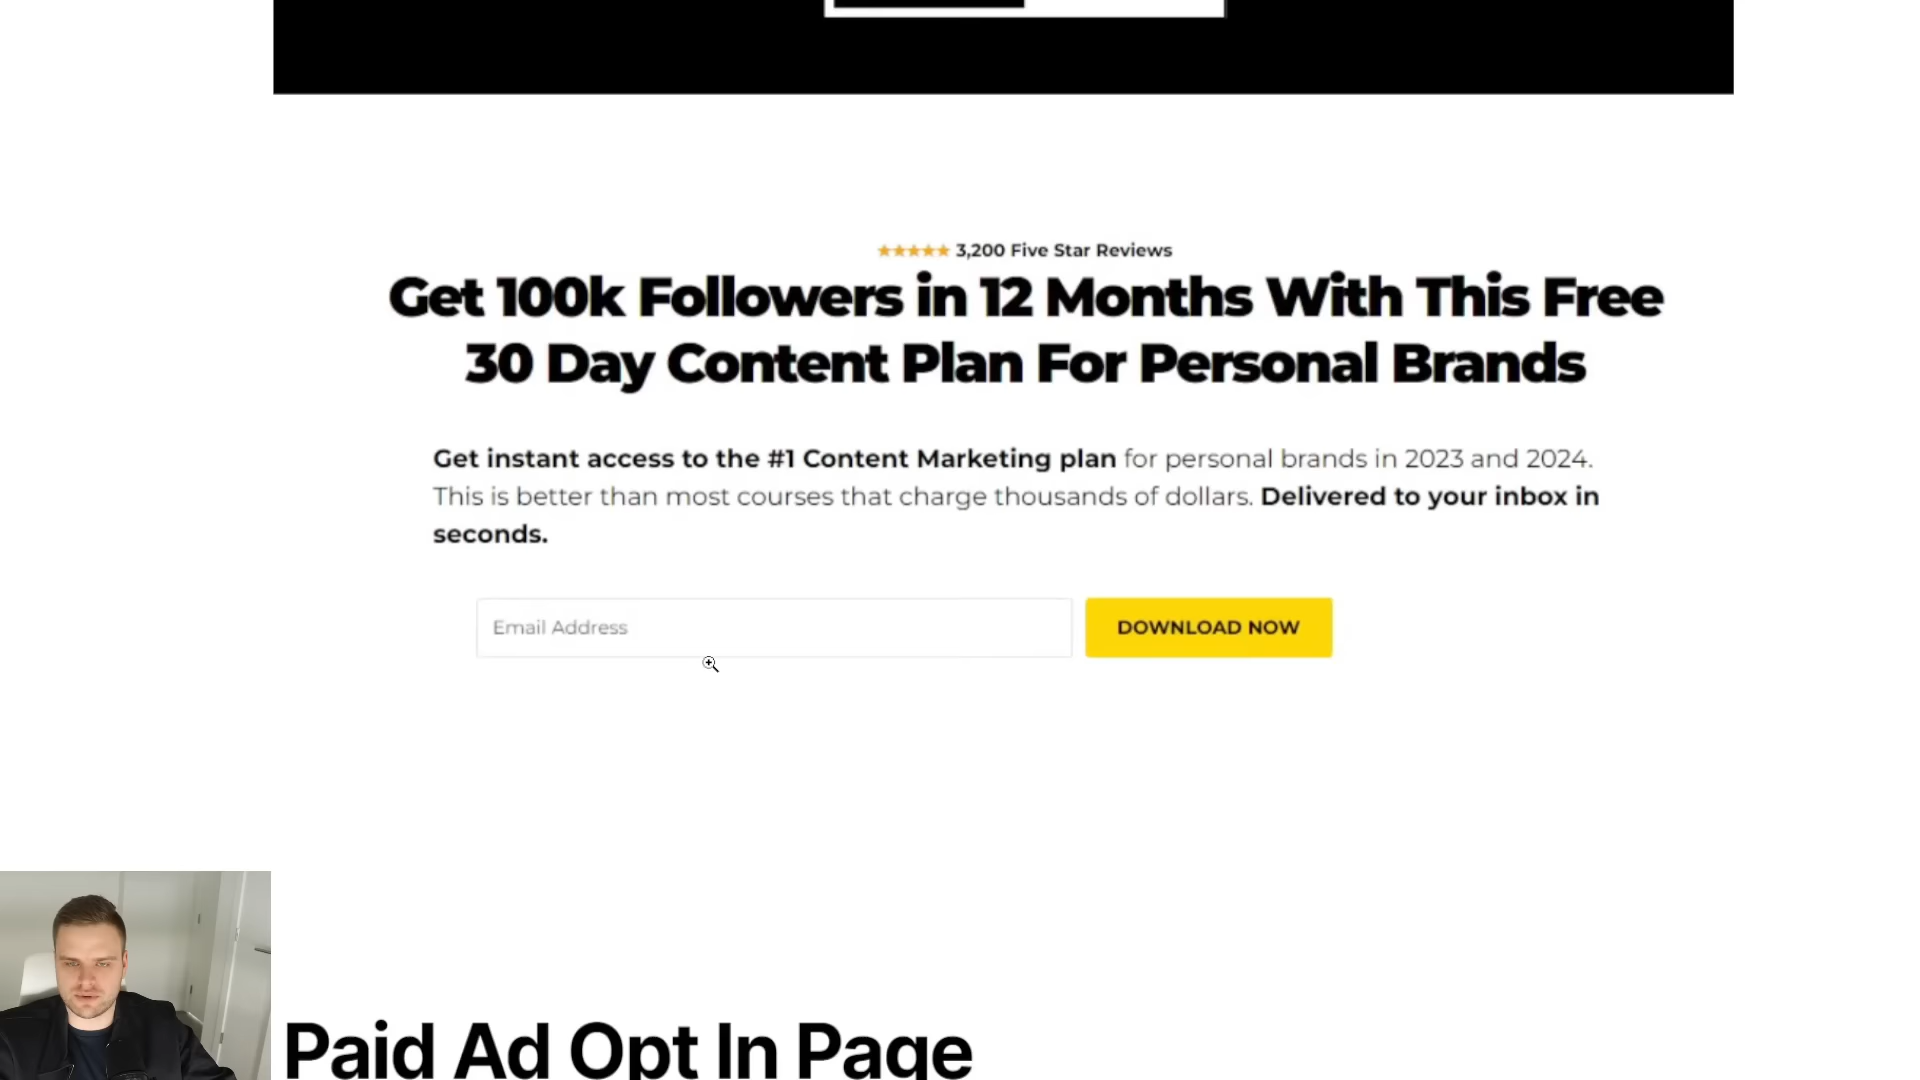 3,200 Five Star Reviews
Get 100k Followers in 12 Months With This Free
30 Day Content Plan For Personal Brands
Get instant access to the #1 Content Marketing plan for personal brands in 2023 and 2024.
This is better than most courses that charge thousands of dollars. Delivered to your inbox in
seconds.
Email Address
DOWNLOAD NOW
Paid Ad Opt In Page